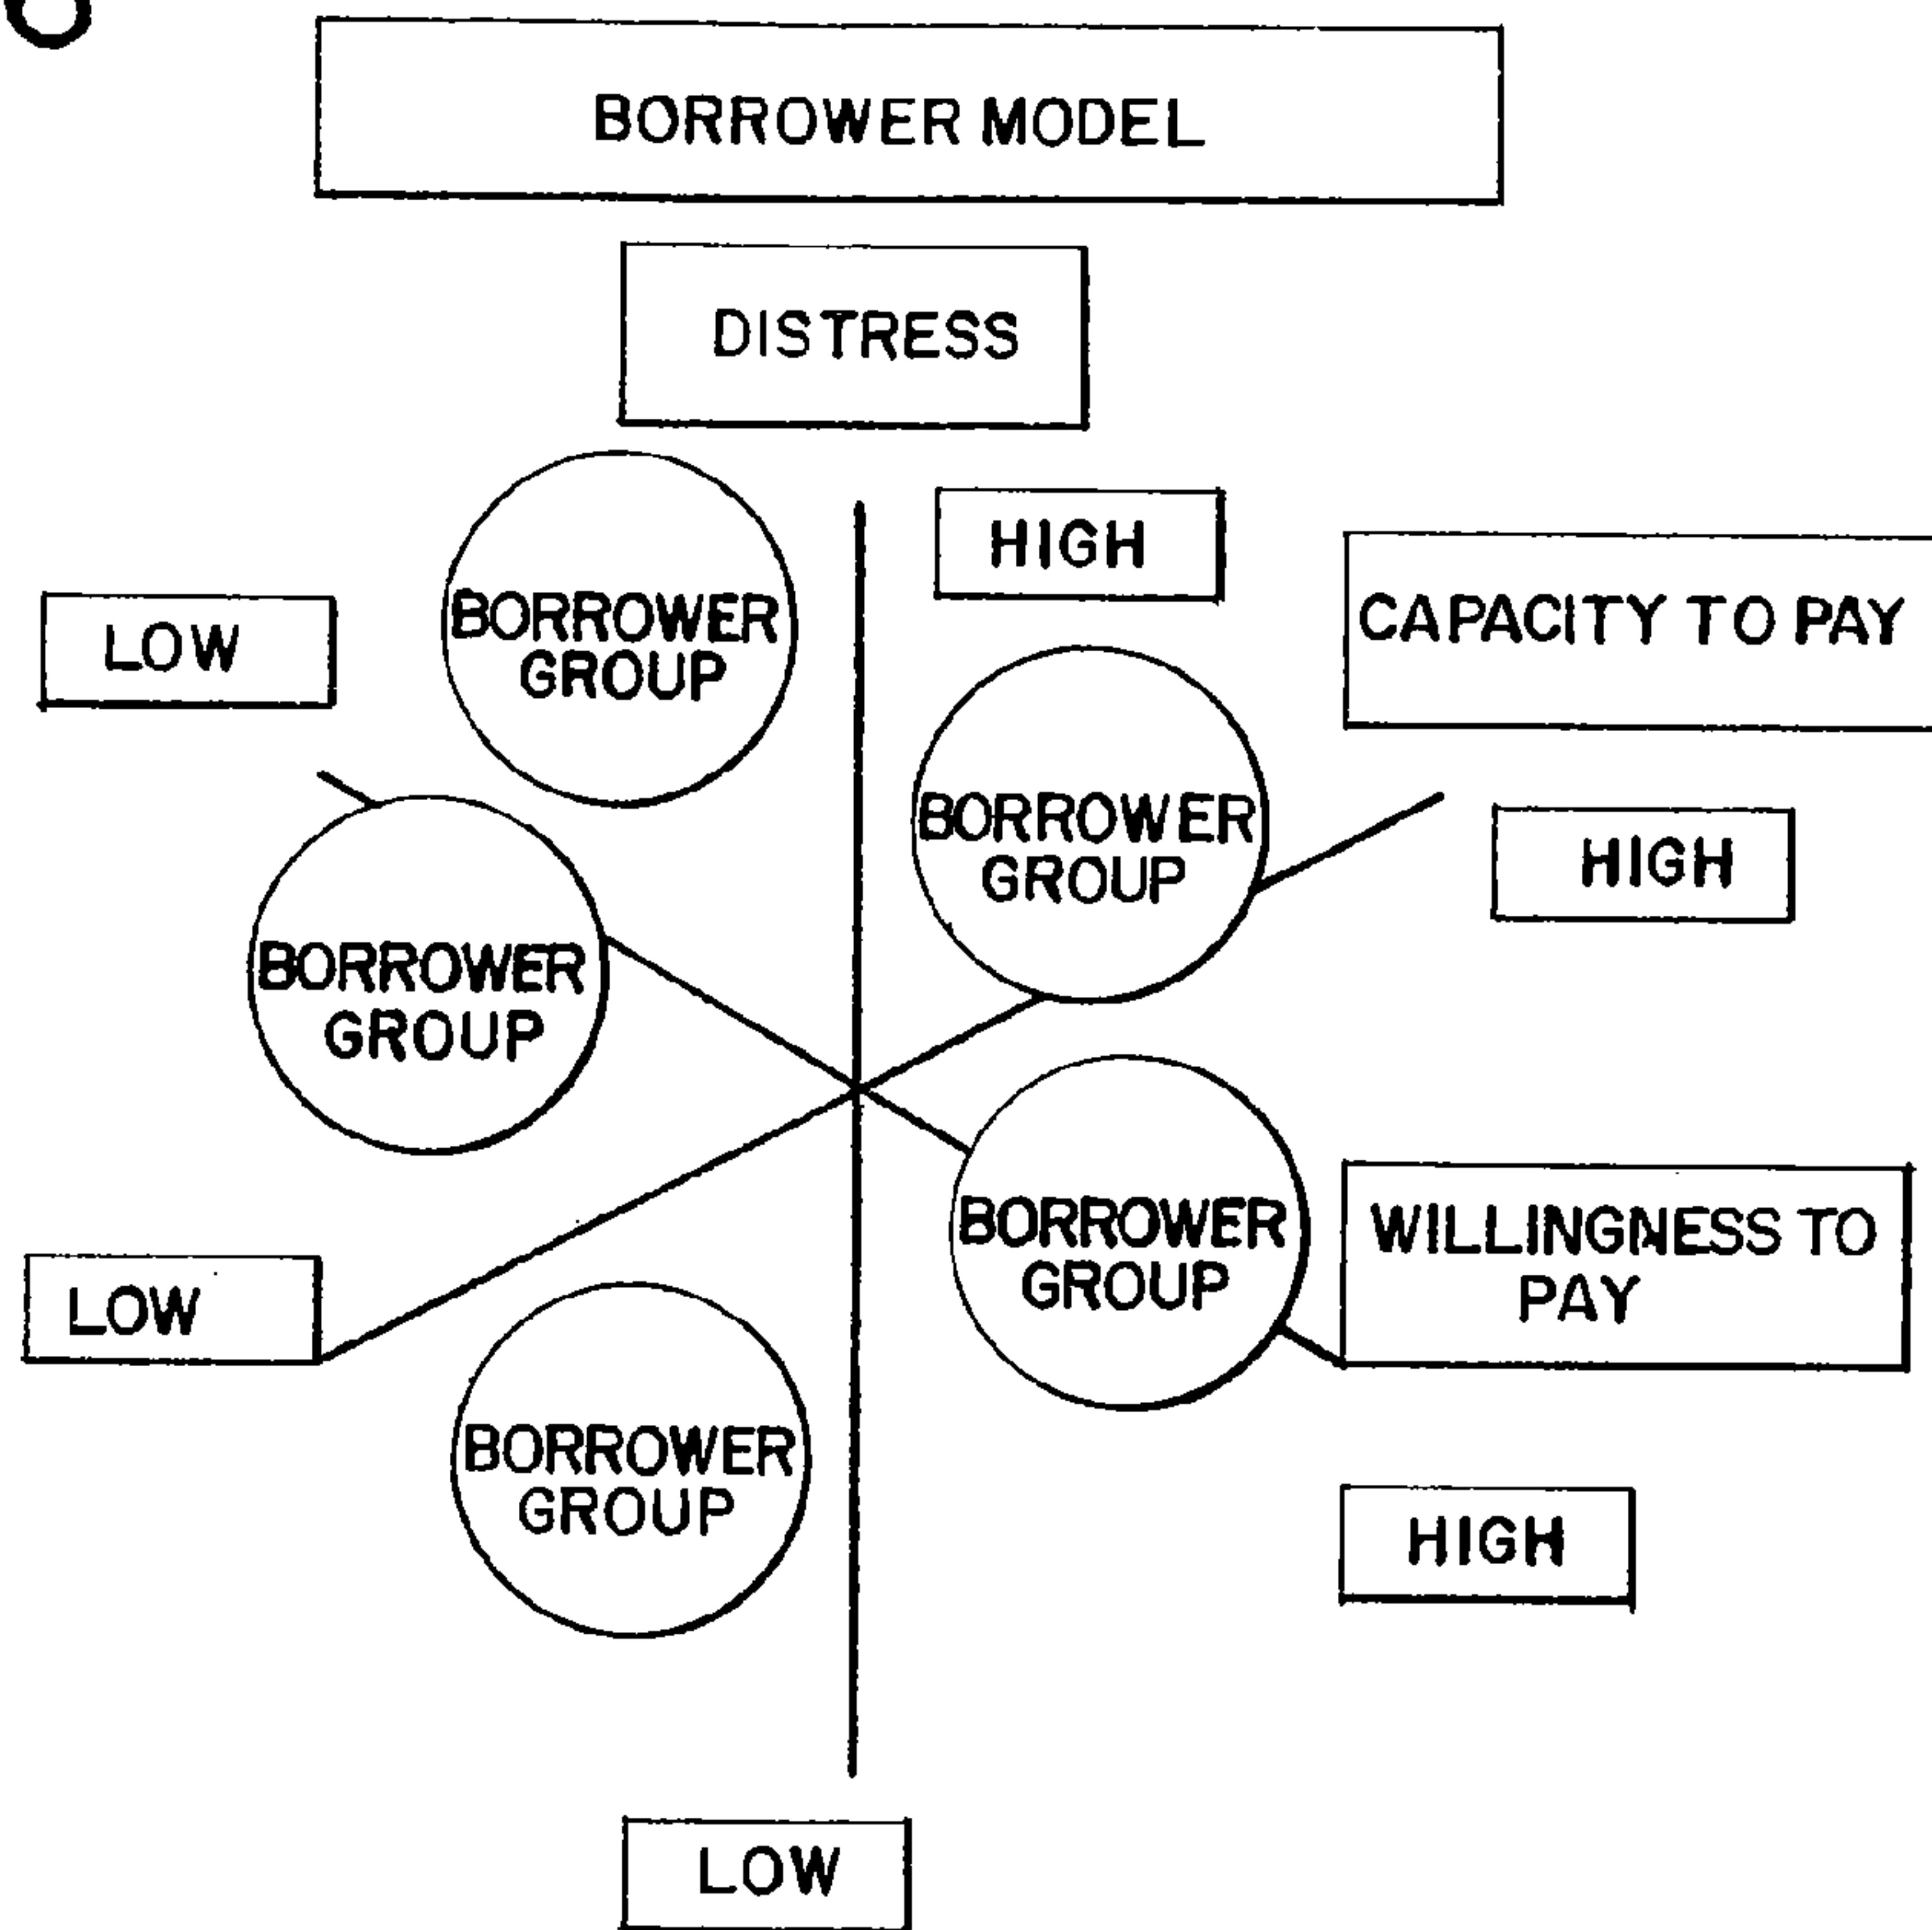 BORROWER MODEL
DISTRESS
HIGH
CAPACITY TO PAY
LOW
BORROWER
GROUP
BORROWER
GROUP
HIGH
BORROWER
GROUP
BORROWER
GROUP
WILLINGNESS TO
PAY
LOW
BORROWER
GROUP
HIGH
LOW